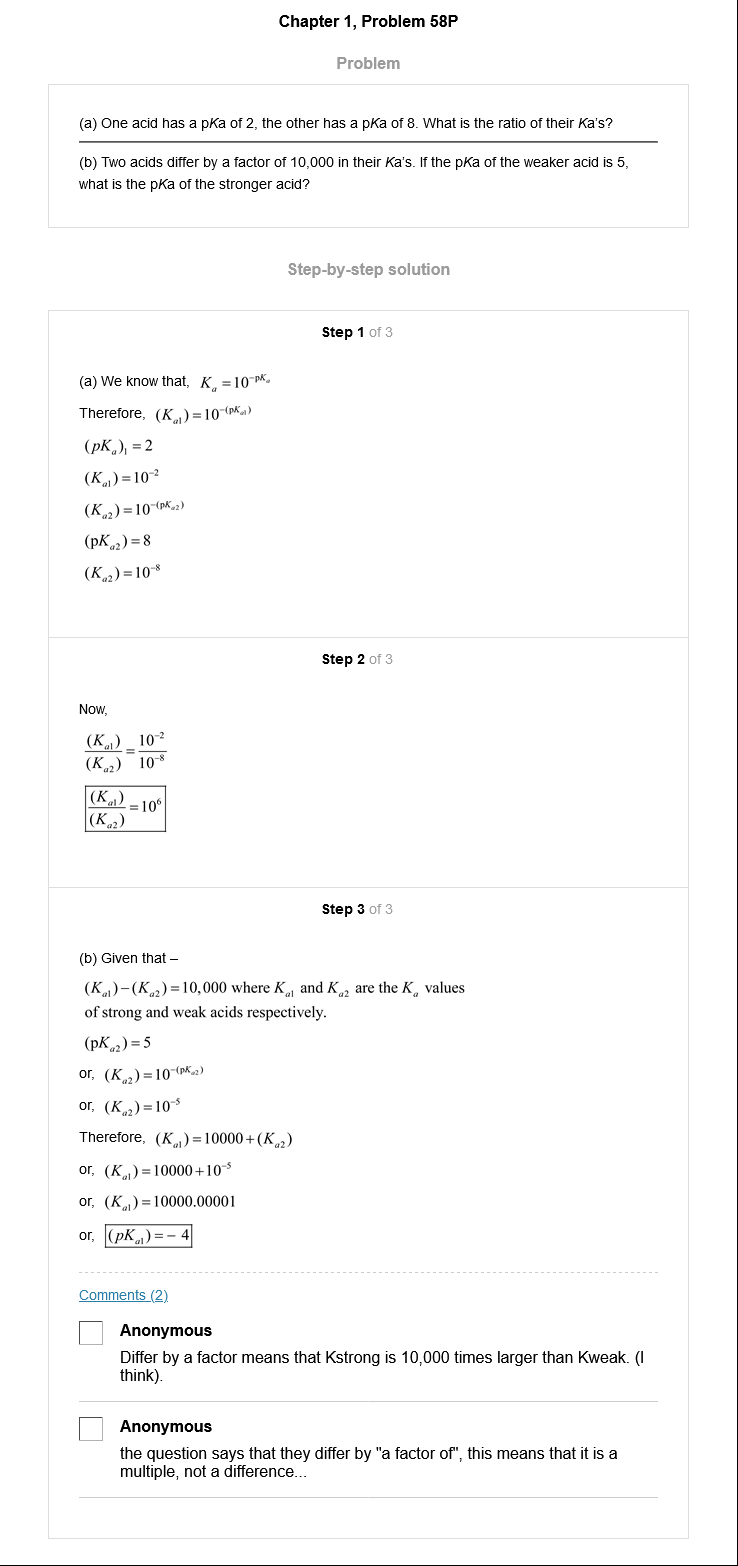 Chapter 1, Problem 58P
Problem
(a) One acid has a pKa of 2, the other has a pKa of 8. What is the ratio of their Ka's?
(b) Two acids differ by a factor of 10,000 in their Ka's. If the pKa of the weaker acid is 5,
what is the pKa of the stronger acid?
Step-by-step solution
Step 1 of 3
(a) We know that, K_a = 10^{-pK_a}
Therefore, (K_{a1}) = 10^{-(pK_{a1})}
(pK_a)_1 = 2
(K_{a1}) = 10^{-2}
(K_{a2}) = 10^{-(pK_{a2})}
(pK_{a2}) = 8
(K_{a2}) = 10^{-8}
Step 2 of 3
Now,
(K_{a1})/(K_{a2}) = 10^{-2}/10^{-8}
(K_{a1})/(K_{a2}) = 10^6
Step 3 of 3
(b) Given that –
(K_{a1}) – (K_{a2}) = 10,000 where K_{a1} and K_{a2} are the K_a values
of strong and weak acids respectively.
(pK_{a2}) = 5
or, (K_{a2}) = 10^{-(pK_{a2})}
or, (K_{a2}) = 10^{-5}
Therefore, (K_{a1}) = 10000 + (K_{a2})
or, (K_{a1}) = 10000 + 10^{-5}
or, (K_{a1}) = 10000.00001
or, (pK_{a1}) = – 4
Comments (2)
Anonymous
Differ by a factor means that Kstrong is 10,000 times larger than Kweak. (I
think).
Anonymous
the question says that they differ by "a factor of", this means that it is a
multiple, not a difference...